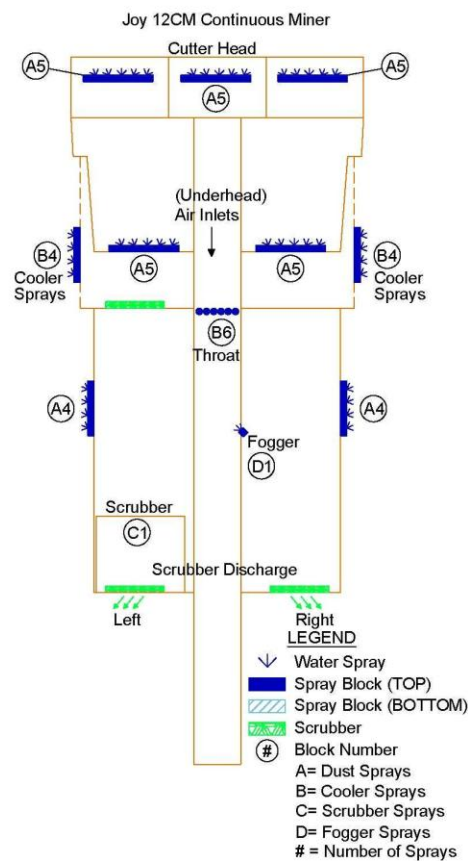 Joy 12CM Continuous Miner
Cutter Head
A5
A5
A5
(Underhead)
Air Inlets
B4
Cooler
Sprays
A5
A5
B4
Cooler
Sprays
B6
Throat
A4
A4
Fogger
D1
Scrubber
C1
Scrubber Discharge
Left
Right
LEGEND
Water Spray
Spray Block (TOP)
Spray Block (BOTTOM)
Scrubber
# Block Number
A= Dust Sprays
B= Cooler Sprays
C= Scrubber Sprays
D= Fogger Sprays
# = Number of Sprays